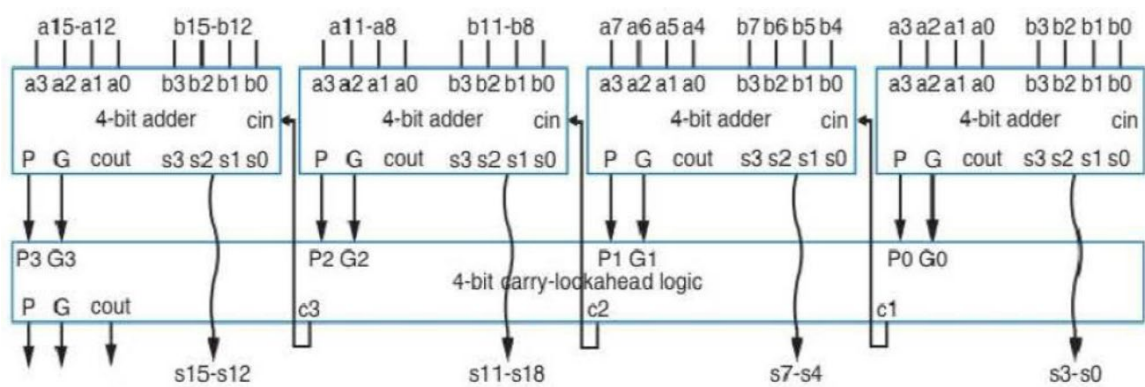 a15-a12 b15-b12 a11-a8 b11-b8 a7 a6 a5 a4 b7 b6 b5 b4 a3 a2 a1 a0 b3 b2 b1 b0
a3 a2 a1 a0 b3 b2 b1 b0 a3 a2 a1 a0 b3 b2 b1 b0 a3 a2 a1 a0 b3 b2 b1 b0 a3 a2 a1 a0 b3 b2 b1 b0
4-bit adder cin 4-bit adder cin 4-bit adder cin 4-bit adder cin
P G cout s3 s2 s1 s0 P G cout s3 s2 s1 s0 P G cout s3 s2 s1 s0 P G cout s3 s2 s1 s0
P3 G3 P2 G2 P1 G1 P0 G0
4-bit carry-lookahead logic
P G cout c3 c2 c1
s15-s12 s11-s18 s7-s4 s3-s0